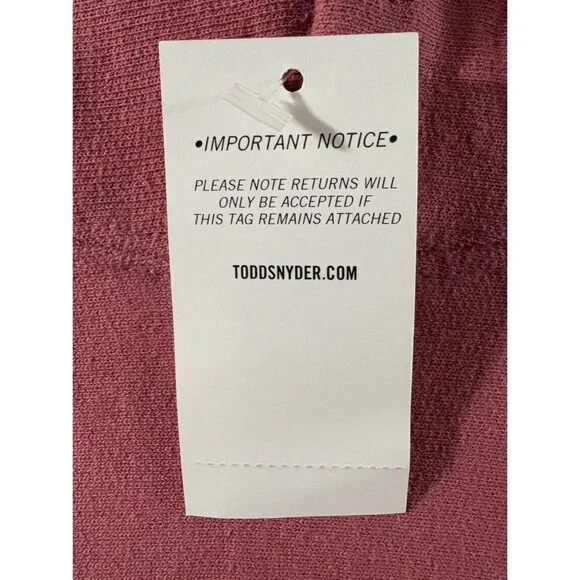 •IMPORTANT NOTICE•
PLEASE NOTE RETURNS WILL
ONLY BE ACCEPTED IF
THIS TAG REMAINS ATTACHED
TODDSNYDER.COM